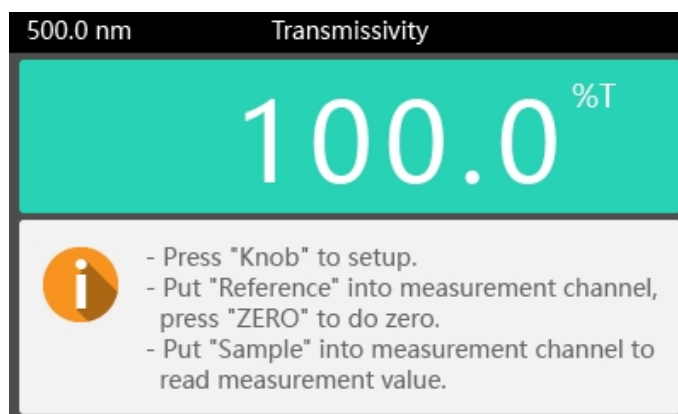 500.0 nm Transmissivity
100.0 %T
- Press "Knob" to setup.
- Put "Reference" into measurement channel,
press "ZERO" to do zero.
- Put "Sample" into measurement channel to
read measurement value.